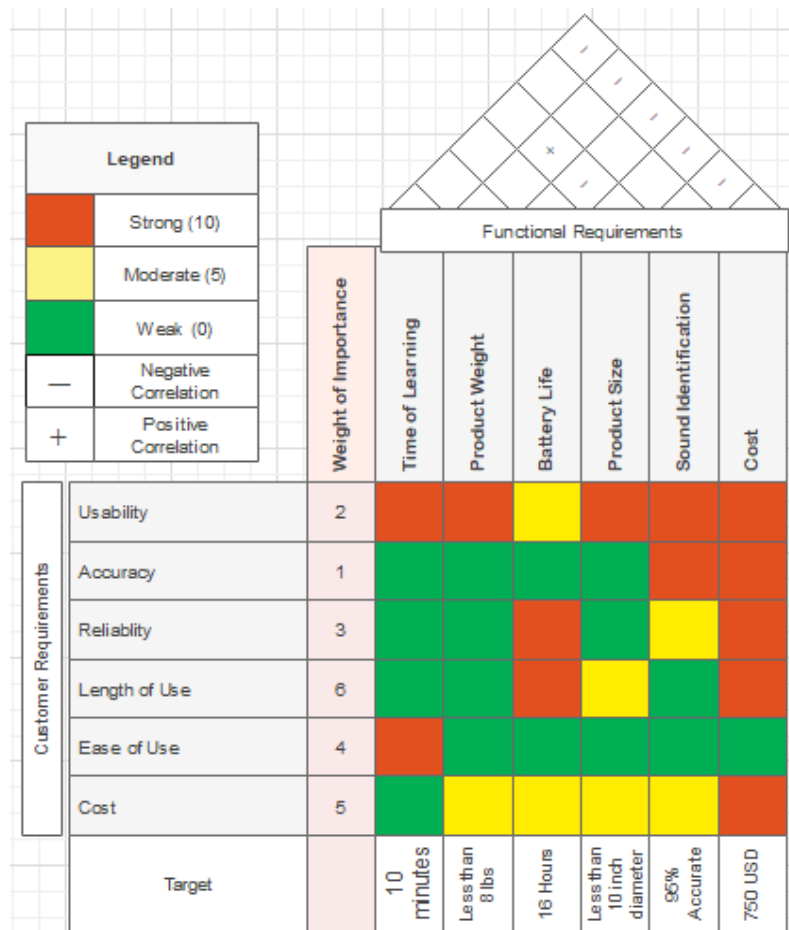 Legend
Strong (10)
Moderate (5)
Weak (0)
—
Negative
Correlation
+
Positive
Correlation
Functional Requirements
Weight of Importance
Time of Learning
Product Weight
Battery Life
Product Size
Sound Identification
Cost
Customer Requirements
Usability 2
Accuracy 1
Reliablity 3
Length of Use 6
Ease of Use 4
Cost 5
Target
10
minutes
Less than
8 lbs
16 Hours
Less than
10 inch
diameter
95%
Accurate
750 USD